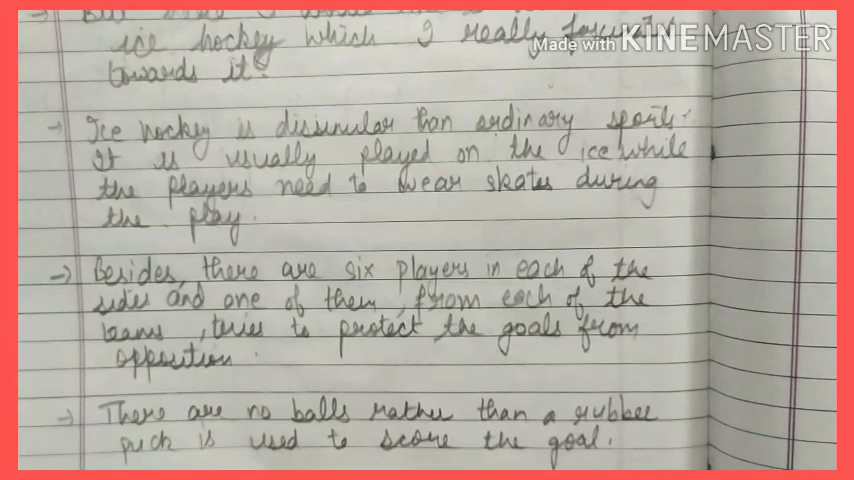 ice hockey which I really
Made with KINEMASTER
towards it.
→ Ice hockey is dissimular than ordinary sports.
It is usually played on the ice while
the players need to wear skates during
the play.
→ Besides, there are six players in each of the
sides and one of them, from each of the
teams, tries to protect the goals from
opposition.
→ There are no balls rather than a rubber
puck is used to score the goal.